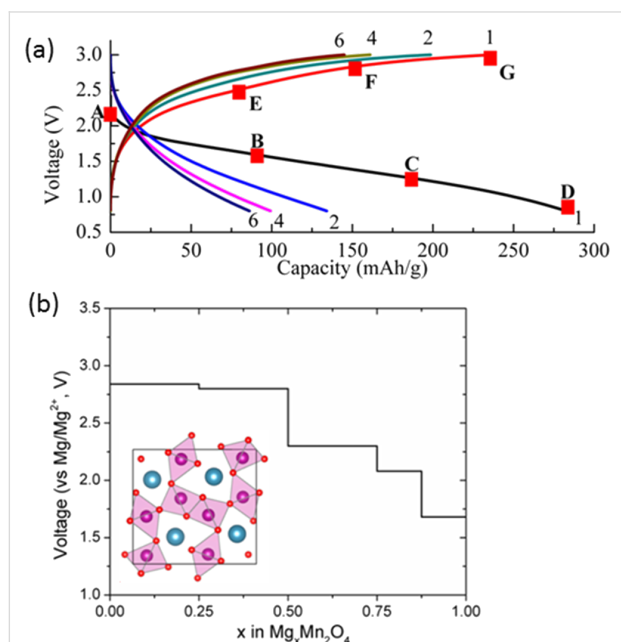 (a)
3.0
2.5
2.0
1.5
1.0
0.5
Voltage (V)
6 4 2 1
A
B
C
D
E
F
G
6 4 2 1
0 50 100 150 200 250 300
Capacity (mAh/g)
(b)
3.5
3.0
2.5
2.0
1.5
1.0
Voltage (vs Mg/Mg²⁺, V)
0.00 0.25 0.50 0.75 1.00
x in MgₓMn₂O₄